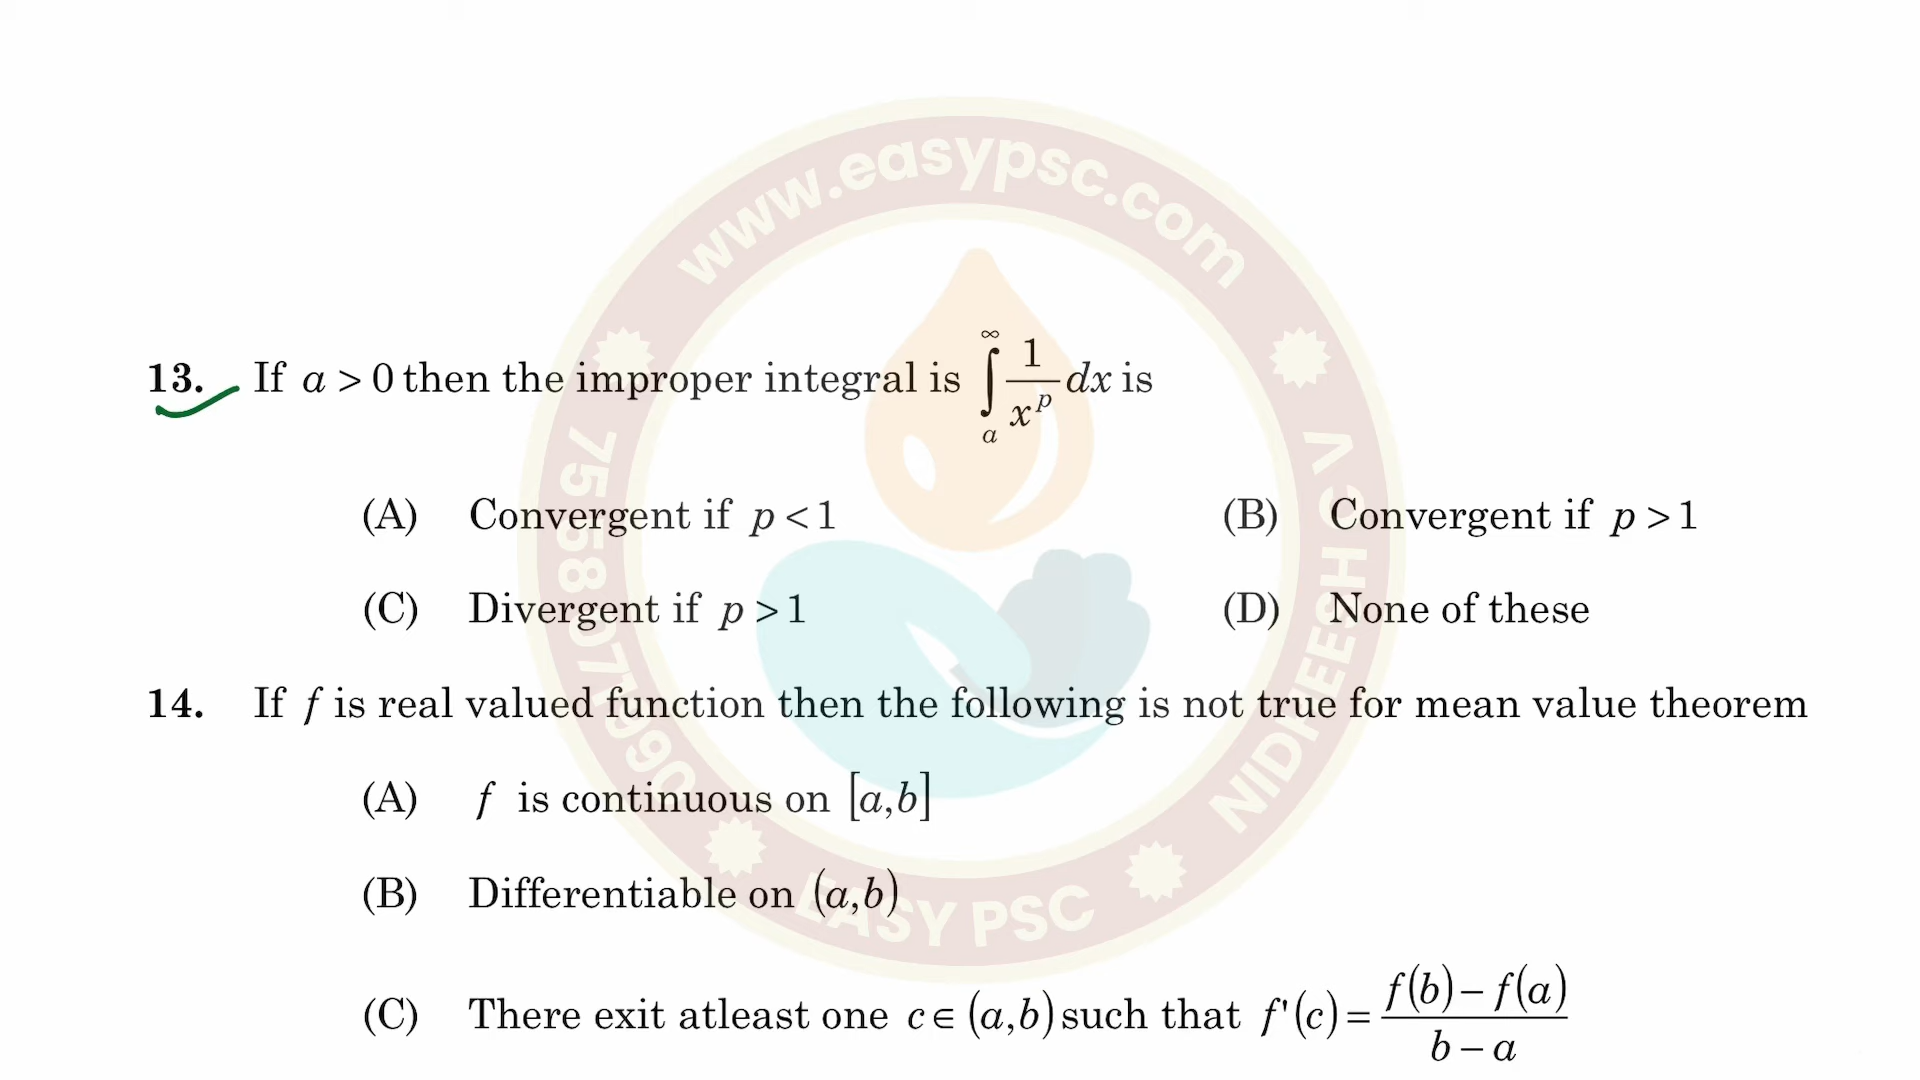 www.easypsc.com
13. If a > 0 then the improper integral is ∫ₐ^∞ 1/x^p dx is
(A) Convergent if p < 1 (B) Convergent if p > 1
(C) Divergent if p > 1 (D) None of these
14. If f is real valued function then the following is not true for mean value theorem
(A) f is continuous on [a,b]
(B) Differentiable on (a,b)
(C) There exit atleast one c ∈ (a,b) such that f'(c) = (f(b) – f(a))/(b – a)
NIDHEESH C V
EASY PSC